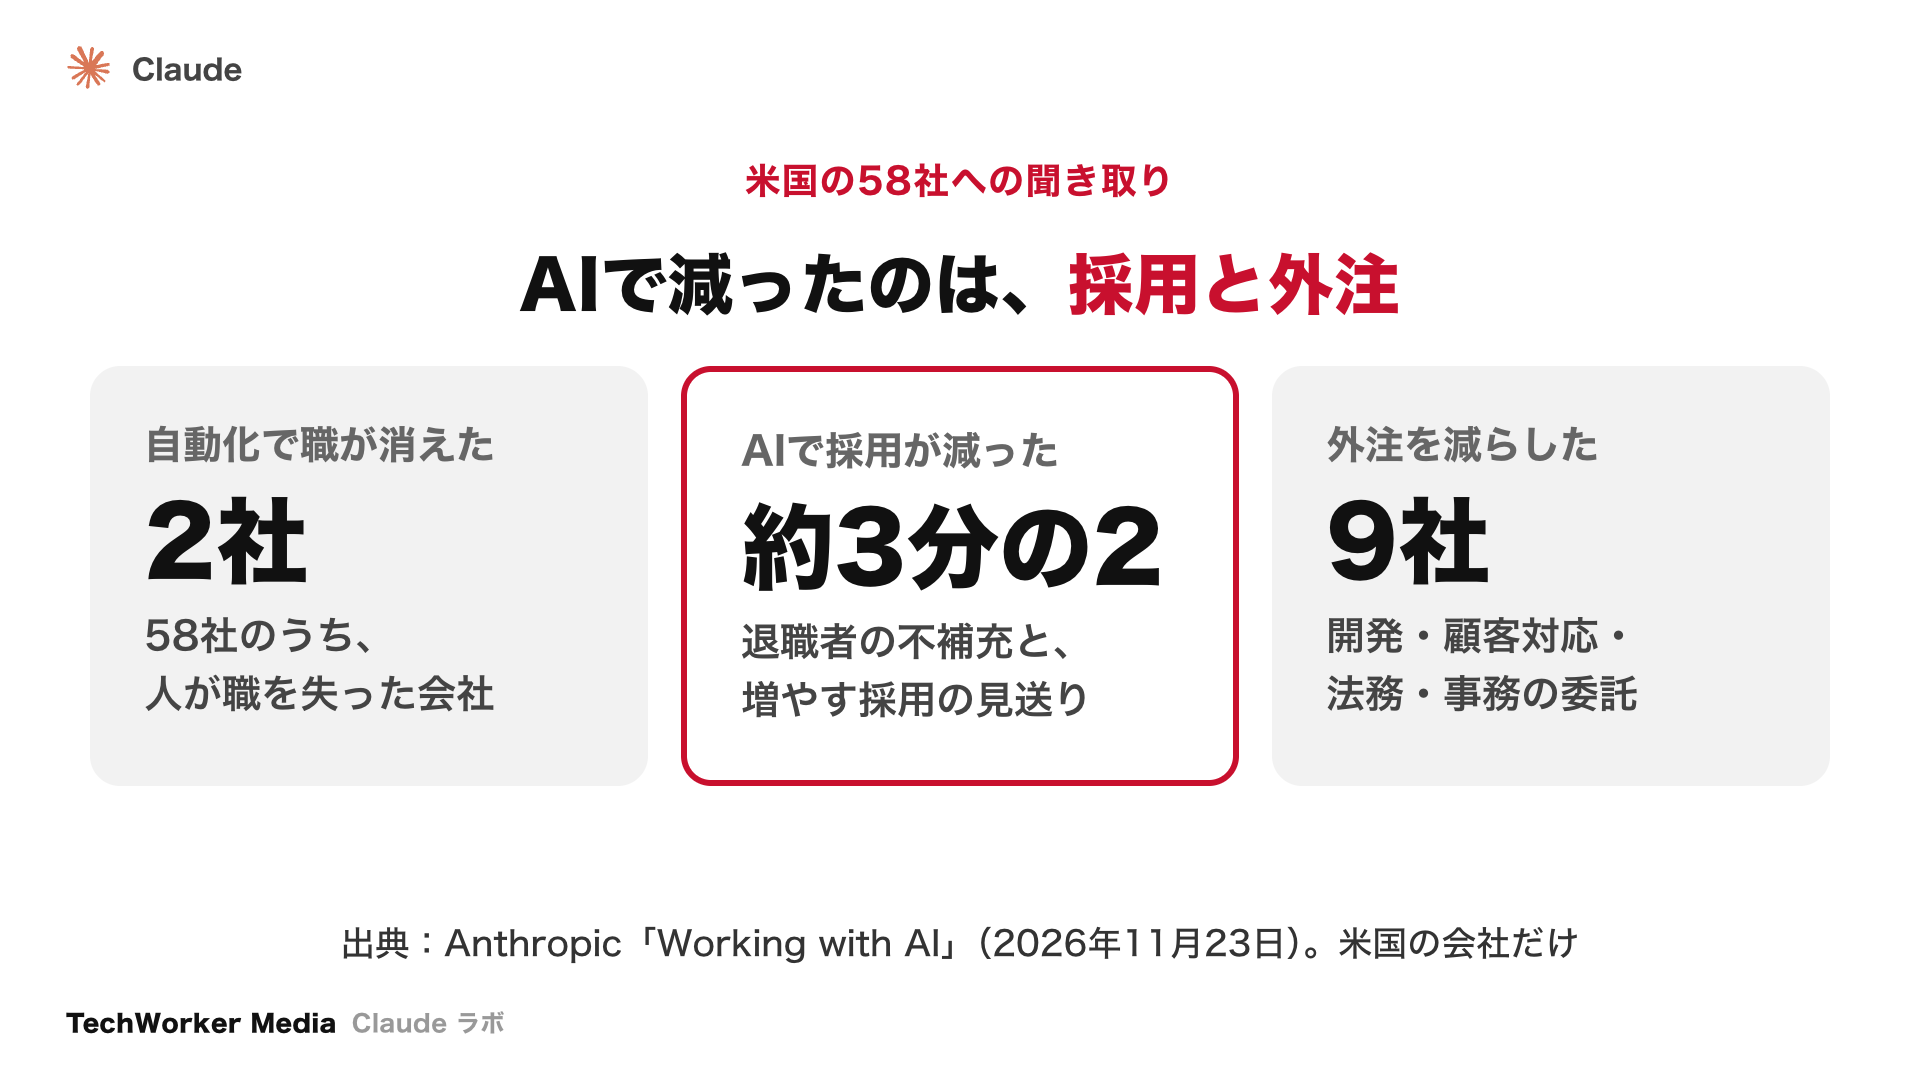 Claude
米国の58社への聞き取り
AIで減ったのは、採用と外注
自動化で職が消えた
2社
58社のうち、
人が職を失った会社
AIで採用が減った
約3分の2
退職者の不補充と、
増やす採用の見送り
外注を減らした
9社
開発・顧客対応・
法務・事務の委託
出典：Anthropic「Working with AI」（2026年11月23日）。米国の会社だけ
TechWorker Media Claude ラボ